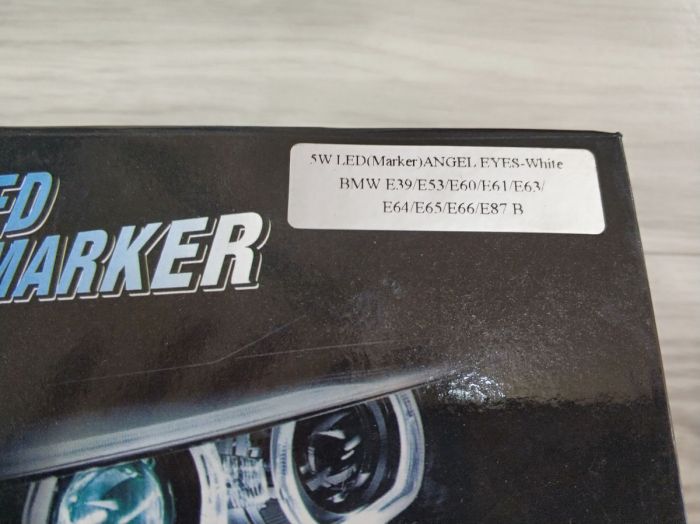 5W LED(Marker)ANGEL EYES-White
BMW E39/E53/E60/E61/E63/
E64/E65/E66/E87 B
ED
MARKER